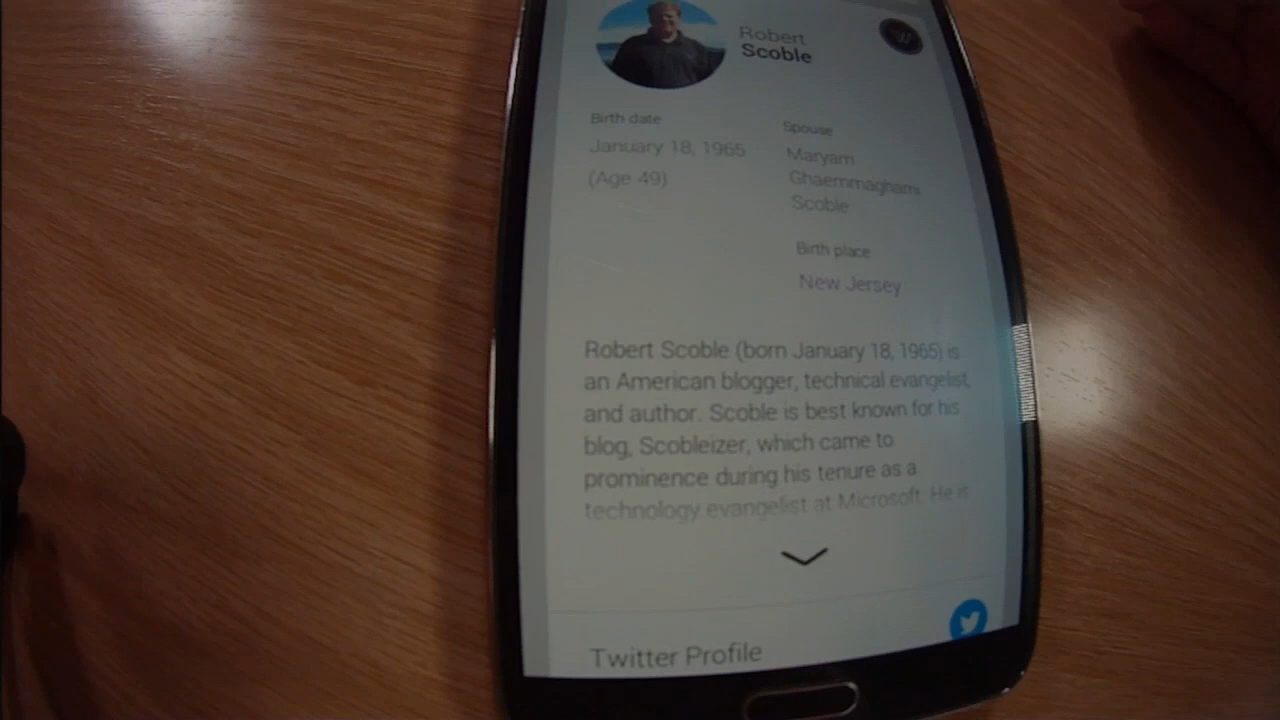 Robert
Scoble
Birth date
January 18, 1965
(Age 49)
Spouse
Maryam
Ghaemmaghami
Scoble
Birth place
New Jersey
Robert Scoble (born January 18, 1965) is
an American blogger, technical evangelist,
and author. Scoble is best known for his
blog, Scobleizer, which came to
prominence during his tenure as a
technology evangelist at Microsoft. He is
Twitter Profile